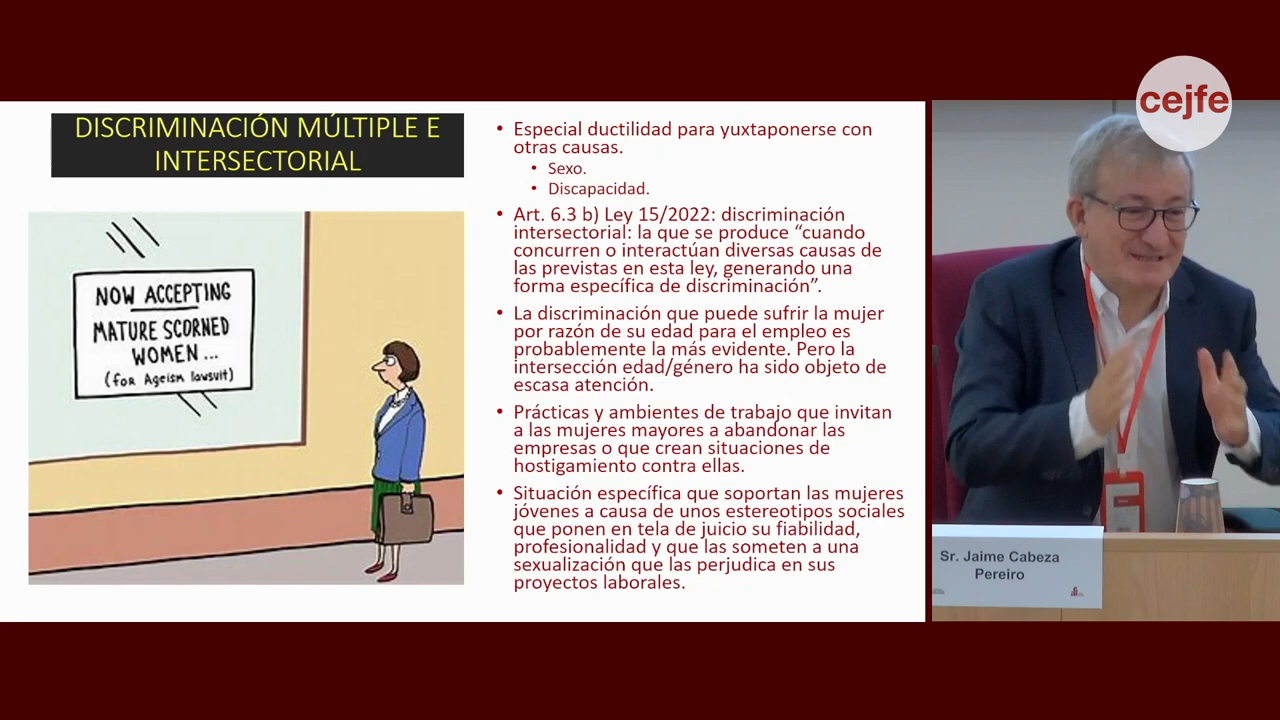 cejfe
DISCRIMINACIÓN MÚLTIPLE E
INTERSECTORIAL
NOW ACCEPTING
MATURE SCORNED
WOMEN...
(for Ageism lawsuit)
• Especial ductilidad para yuxtaponerse con
otras causas.
• Sexo.
• Discapacidad.
• Art. 6.3 b) Ley 15/2022: discriminación
intersectorial: la que se produce “cuando
concurren o interactúan diversas causas de
las previstas en esta ley, generando una
forma específica de discriminación”.
• La discriminación que puede sufrir la mujer
por razón de su edad para el empleo es
probablemente la más evidente. Pero la
intersección edad/género ha sido objeto de
escasa atención.
• Prácticas y ambientes de trabajo que invitan
a las mujeres mayores a abandonar las
empresas o que crean situaciones de
hostigamiento contra ellas.
• Situación específica que soportan las mujeres
jóvenes a causa de unos estereotipos sociales
que ponen en tela de juicio su fiabilidad,
profesionalidad y que las someten a una
sexualización que las perjudica en sus
proyectos laborales.
Sr. Jaime Cabeza
Pereiro